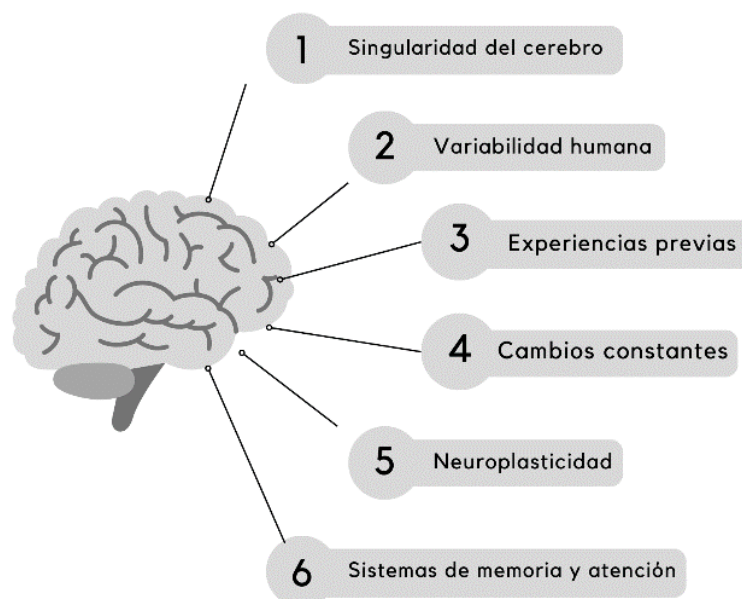 1 Singularidad del cerebro
2 Variabilidad humana
3 Experiencias previas
4 Cambios constantes
5 Neuroplasticidad
6 Sistemas de memoria y atención